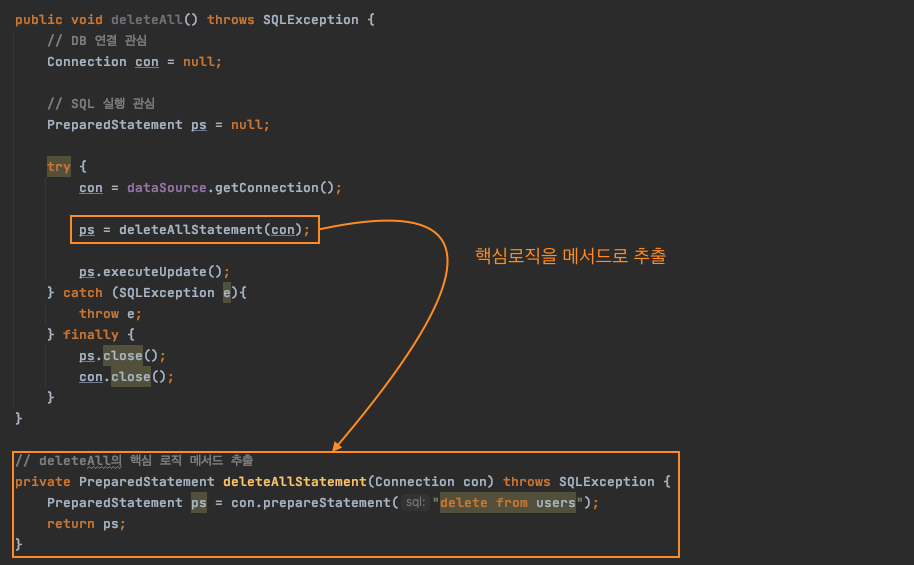 public void deleteAll() throws SQLException {
// DB 연결 관심
Connection con = null;
// SQL 실행 관심
PreparedStatement ps = null;
try {
con = dataSource.getConnection();
ps = deleteAllStatement(con);
핵심로직을 메서드로 추출
ps.executeUpdate();
} catch (SQLException e){
throw e;
} finally {
ps.close();
con.close();
}
}
// deleteAll의 핵심 로직 메서드 추출
private PreparedStatement deleteAllStatement(Connection con) throws SQLException {
PreparedStatement ps = con.prepareStatement( sql: "delete from users");
return ps;
}